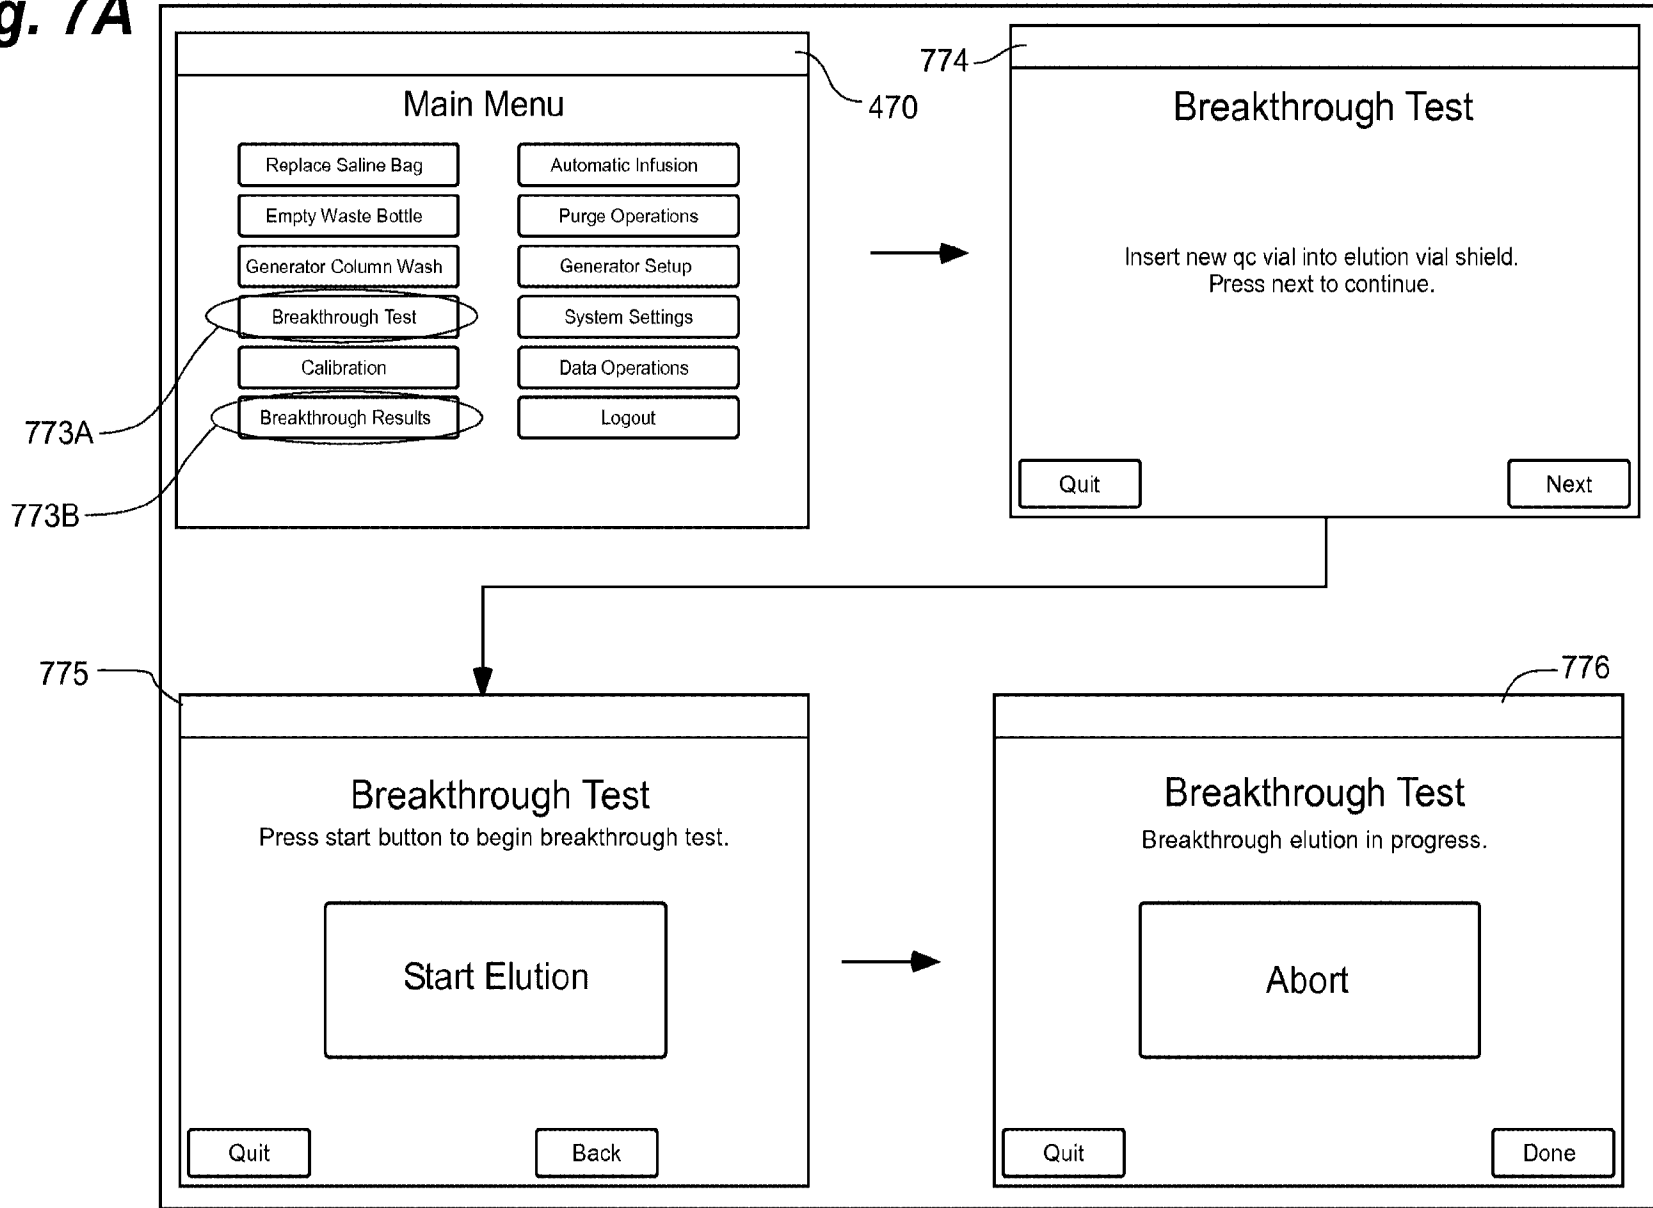 g. 7A
774
470
Main Menu
Replace Saline Bag
Automatic Infusion
Empty Waste Bottle
Purge Operations
Generator Column Wash
Generator Setup
Breakthrough Test
System Settings
Calibration
Data Operations
Breakthrough Results
Logout
773A
773B
Breakthrough Test
Insert new qc vial into elution vial shield.
Press next to continue.
Quit
Next
775
Breakthrough Test
Press start button to begin breakthrough test.
Start Elution
Quit
Back
776
Breakthrough Test
Breakthrough elution in progress.
Abort
Quit
Done